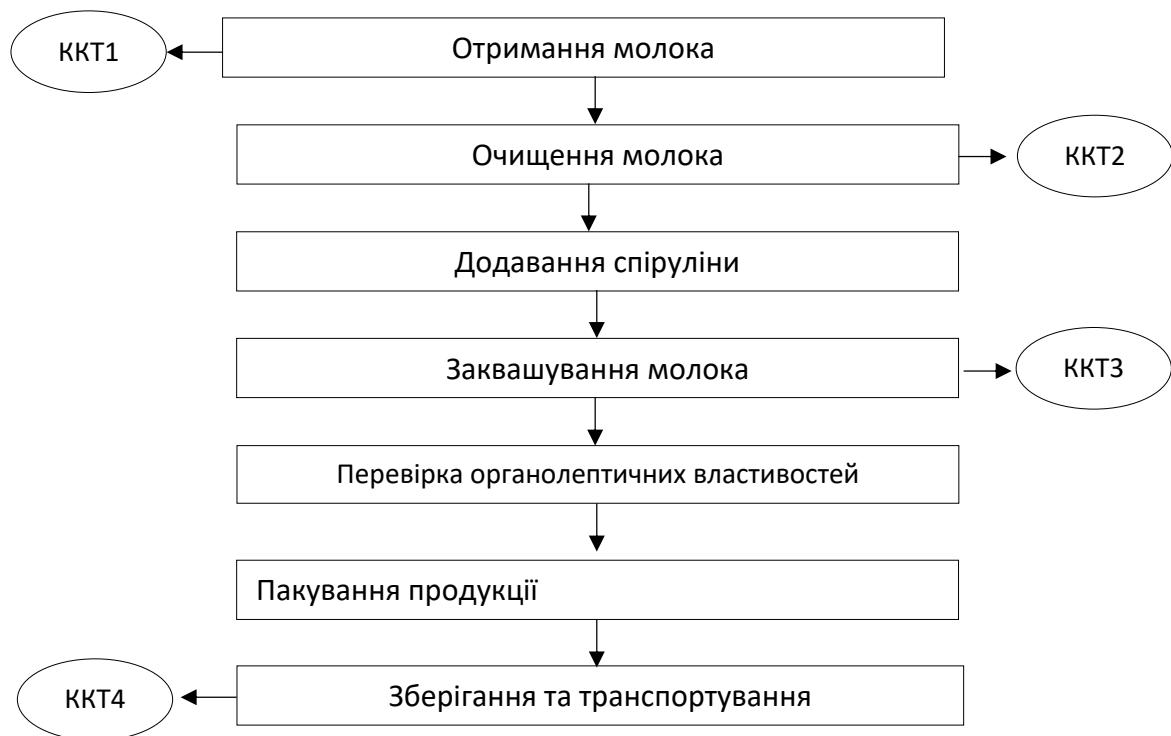 ККТ1
Отримання молока
Очищення молока
ККТ2
Додавання спіруліни
Заквашування молока
ККТ3
Перевірка органолептичних властивостей
Пакування продукції
ККТ4
Зберігання та транспортування